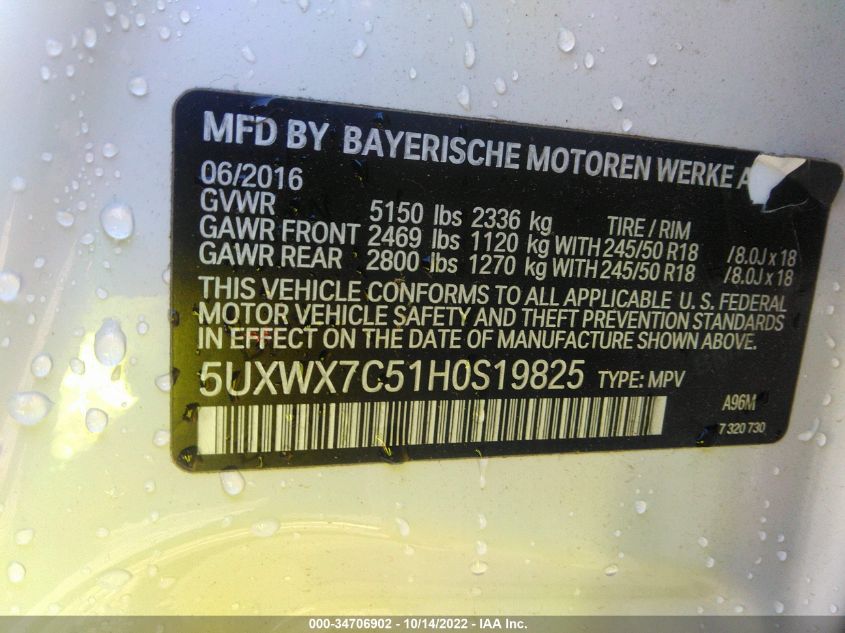 MFD BY BAYERISCHE MOTOREN WERKE A
06/2016
GVWR 5150 lbs 2336 kg TIRE / RIM
GAWR FRONT 2469 lbs 1120 kg WITH 245/50 R18 /8.0J x 18
GAWR REAR 2800 lbs 1270 kg WITH 245/50 R18 /8.0J x 18
THIS VEHICLE CONFORMS TO ALL APPLICABLE U. S. FEDERAL
MOTOR VEHICLE SAFETY AND THEFT PREVENTION STANDARDS
IN EFFECT ON THE DATE OF MANUFACTURE SHOWN ABOVE.
5UXWX7C51H0S19825 TYPE: MPV
A96M
7 320 730
000-34706902 - 10/14/2022 - IAA Inc.